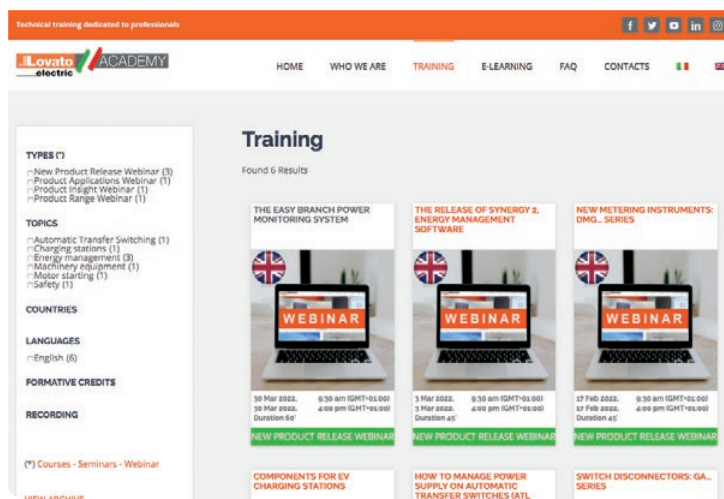 Technical training dedicated to professionals
Lovato
electric
ACADEMY
HOME
WHO WE ARE
TRAINING
E-LEARNING
FAQ
CONTACTS
TYPES (*)
New Product Release Webinar (3)
Product Applications Webinar (1)
Product Insight Webinar (1)
Product Range Webinar (1)
TOPICS
Automatic Transfer Switching (1)
Charging stations (1)
Energy management (3)
Machinery equipment (1)
Motor starting (1)
Safety (1)
COUNTRIES
LANGUAGES
English (6)
FORMATIVE CREDITS
RECORDING
(*) Courses - Seminars - Webinar
VIEW ARCHIVE
Training
Found 6 Results
THE EASY BRANCH POWER
MONITORING SYSTEM
WEBINAR
30 Mar 2022, 9:30 am (GMT+01:00)
30 Mar 2022, 4:00 pm (GMT+01:00)
Duration 60'
NEW PRODUCT RELEASE WEBINAR
THE RELEASE OF SYNERGY 2,
ENERGY MANAGEMENT
SOFTWARE
WEBINAR
3 Mar 2022, 9:30 am (GMT+01:00)
3 Mar 2022, 4:00 pm (GMT+01:00)
Duration 45'
NEW PRODUCT RELEASE WEBINAR
NEW METERING INSTRUMENTS:
DMG... SERIES
WEBINAR
17 Feb 2022, 9:30 am (GMT+01:00)
17 Feb 2022, 4:00 pm (GMT+01:00)
Duration 45'
NEW PRODUCT RELEASE WEBINAR
COMPONENTS FOR EV
CHARGING STATIONS
HOW TO MANAGE POWER
SUPPLY ON AUTOMATIC
TRANSFER SWITCHES (ATL
SWITCH DISCONNECTORS: GA...
SERIES